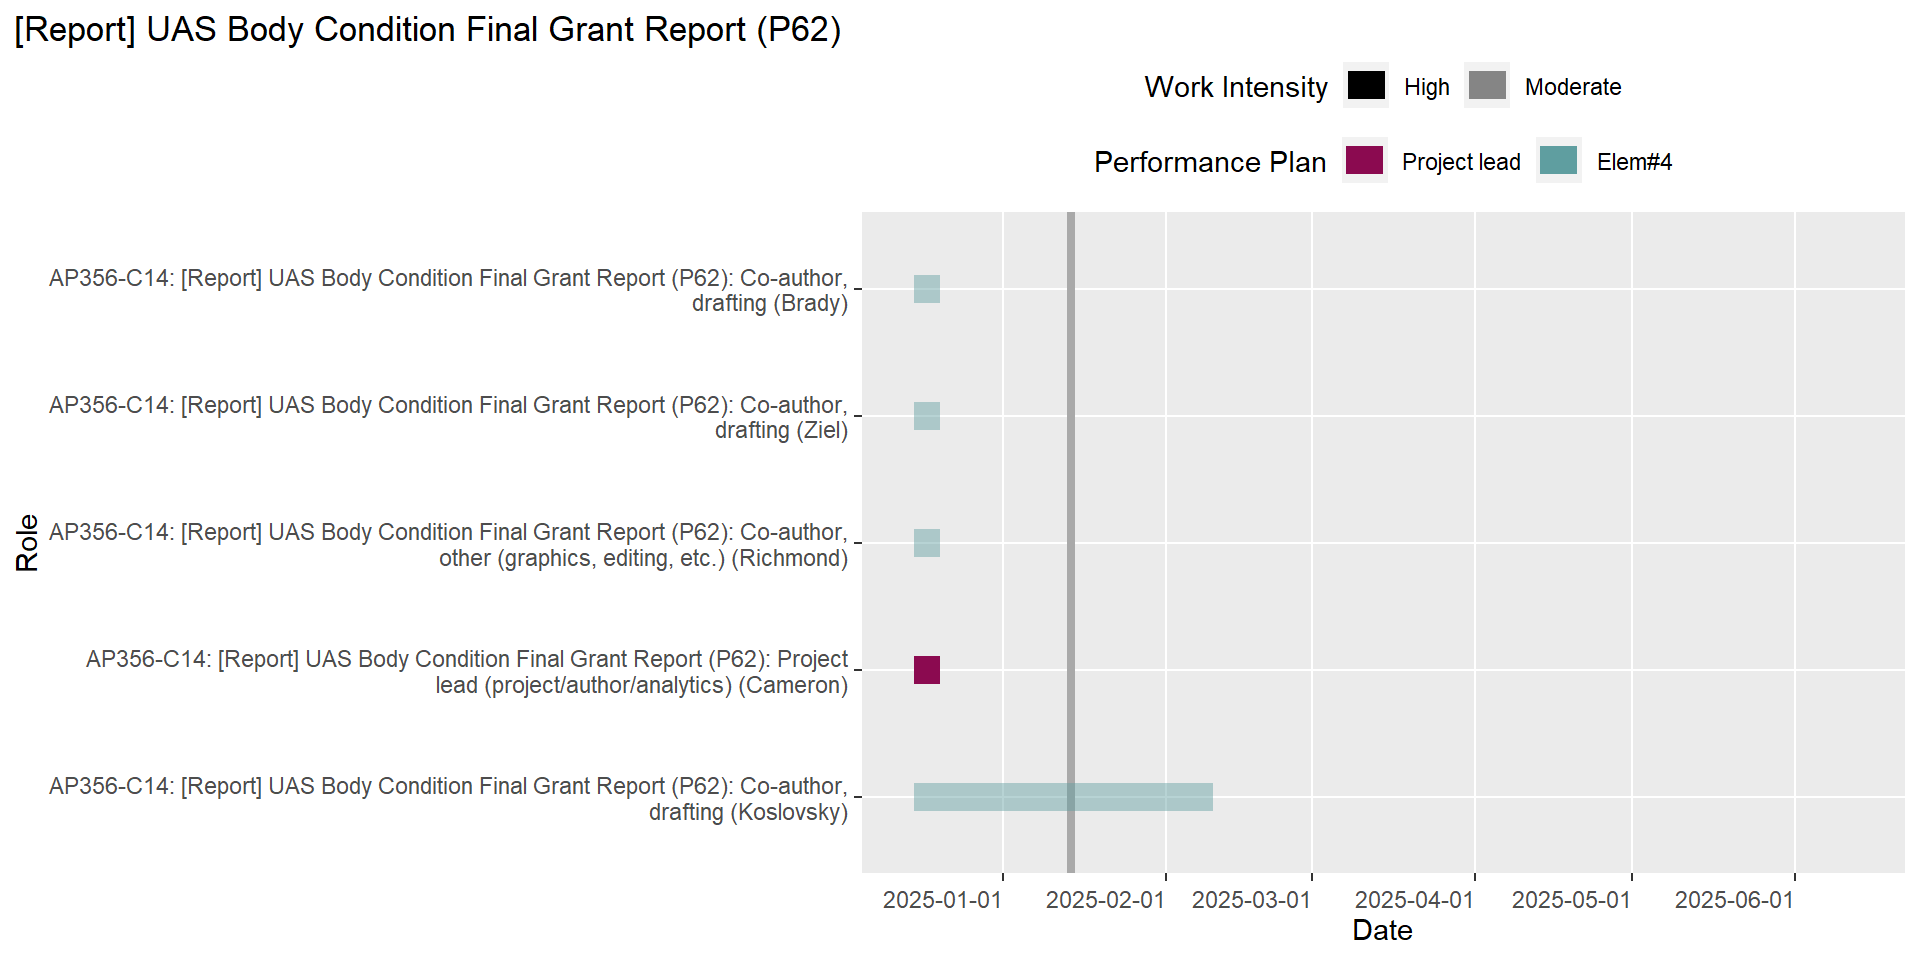 [Report] UAS Body Condition Final Grant Report (P62)
Work Intensity High Moderate
Performance Plan Project lead Elem#4
AP356-C14: [Report] UAS Body Condition Final Grant Report (P62): Co-author,
drafting (Brady)
AP356-C14: [Report] UAS Body Condition Final Grant Report (P62): Co-author,
drafting (Ziel)
Role
AP356-C14: [Report] UAS Body Condition Final Grant Report (P62): Co-author,
other (graphics, editing, etc.) (Richmond)
AP356-C14: [Report] UAS Body Condition Final Grant Report (P62): Project
lead (project/author/analytics) (Cameron)
AP356-C14: [Report] UAS Body Condition Final Grant Report (P62): Co-author,
drafting (Koslovsky)
2025-01-01 2025-02-01 2025-03-01 2025-04-01 2025-05-01 2025-06-01
Date